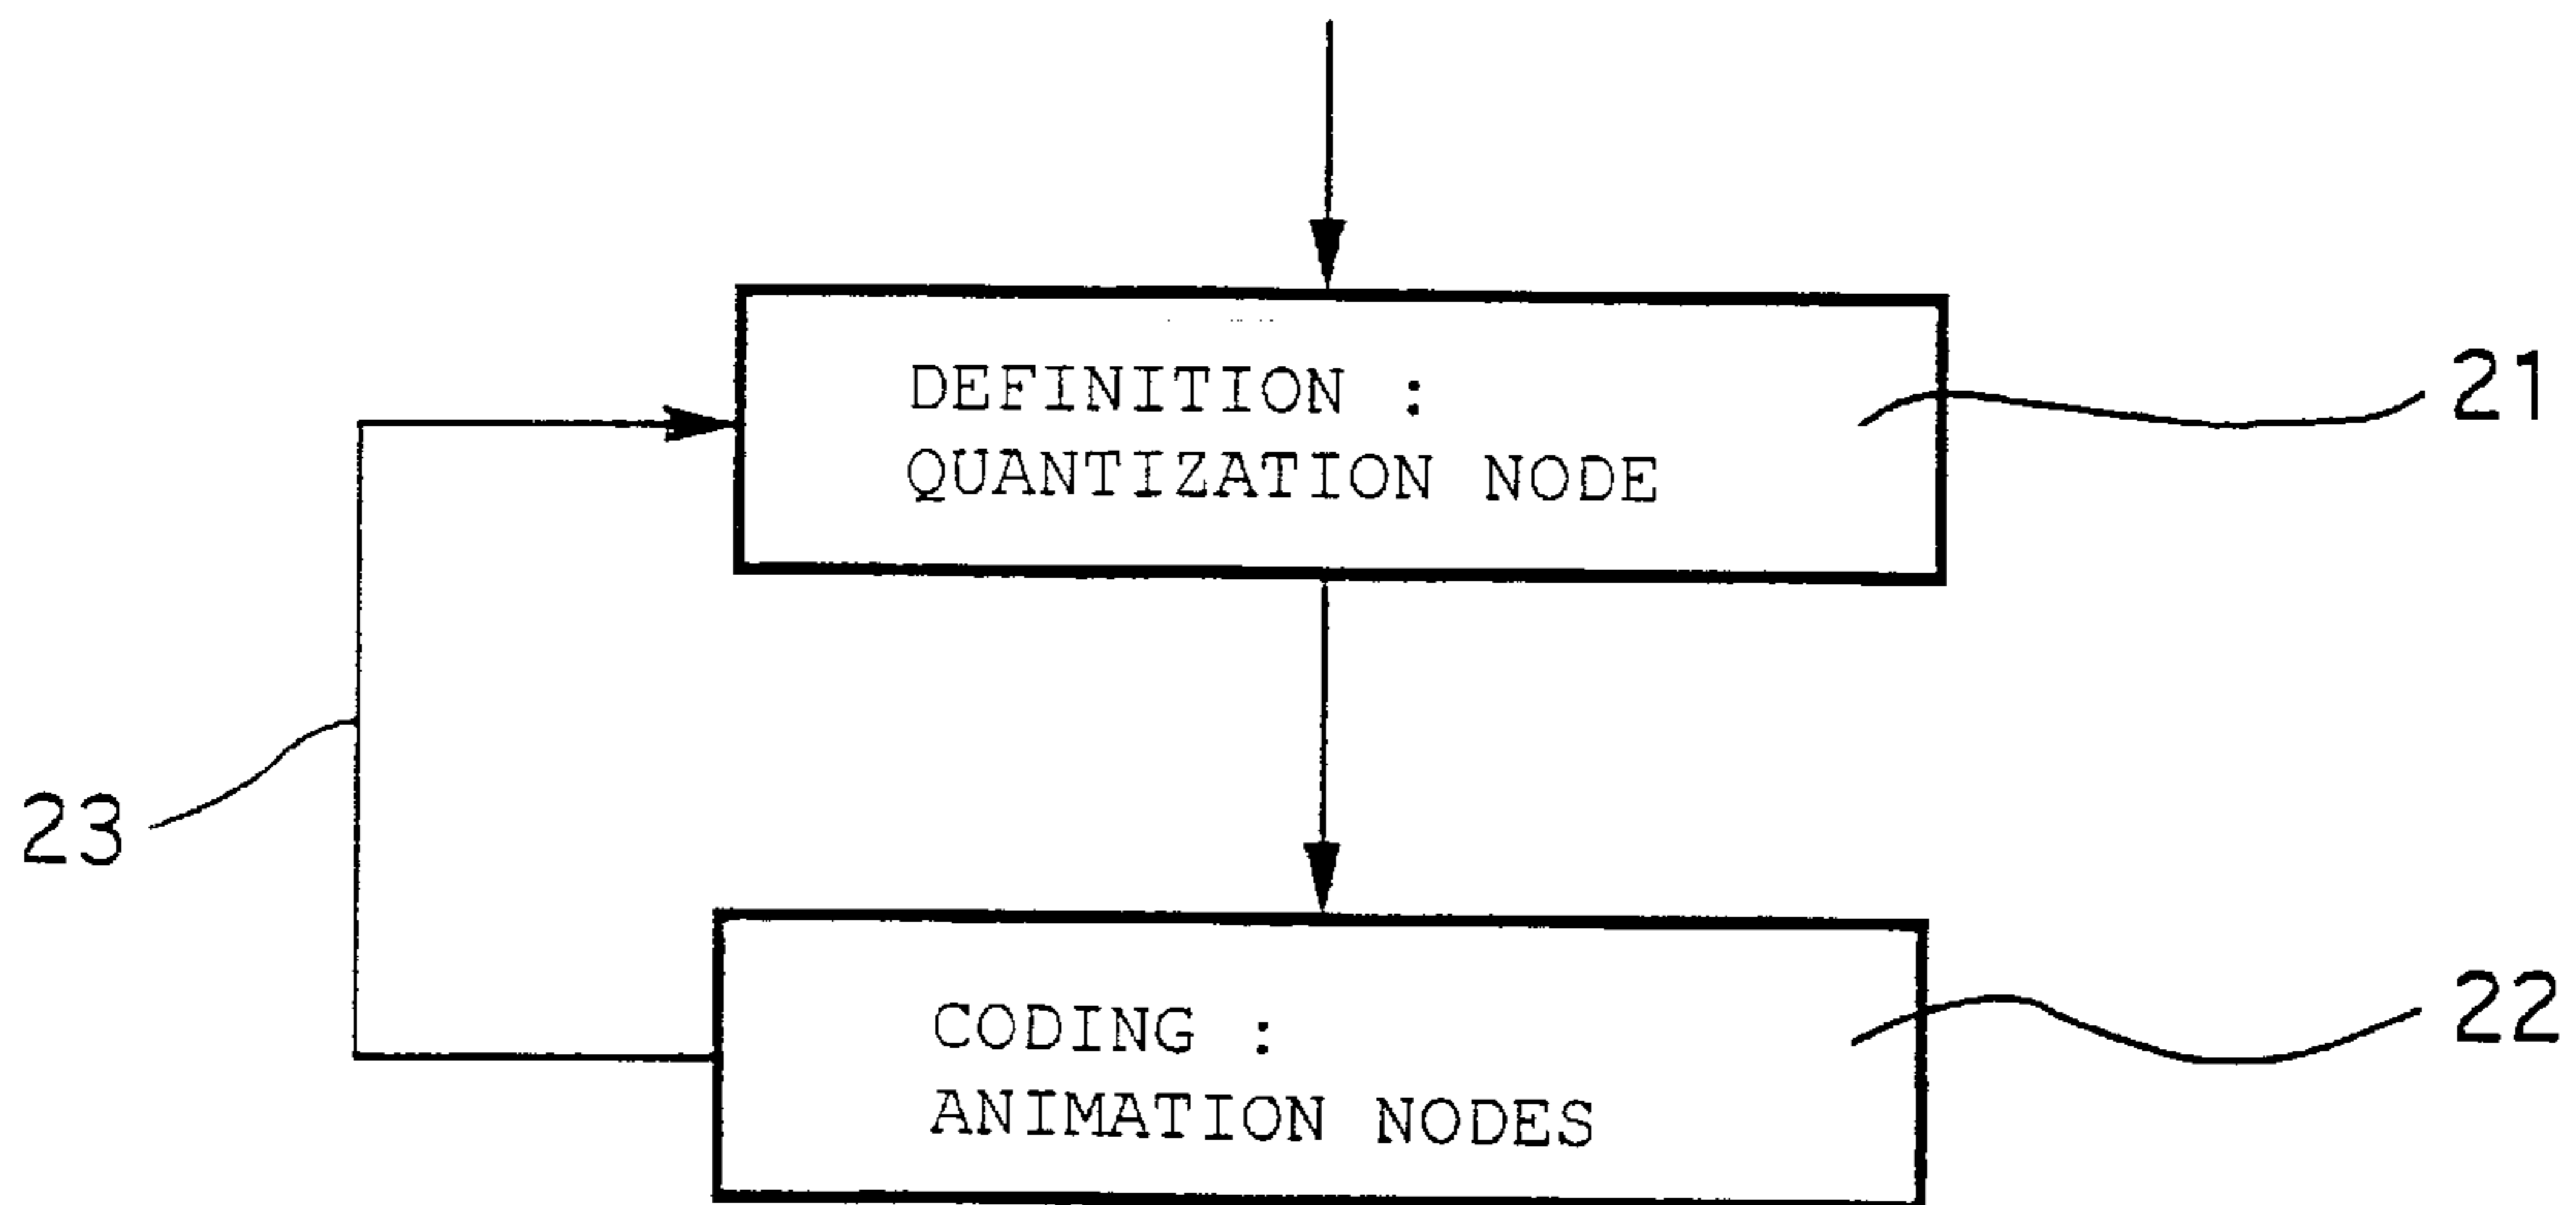 DEFINITION :
QUANTIZATION NODE
21
23
CODING :
ANIMATION NODES
22